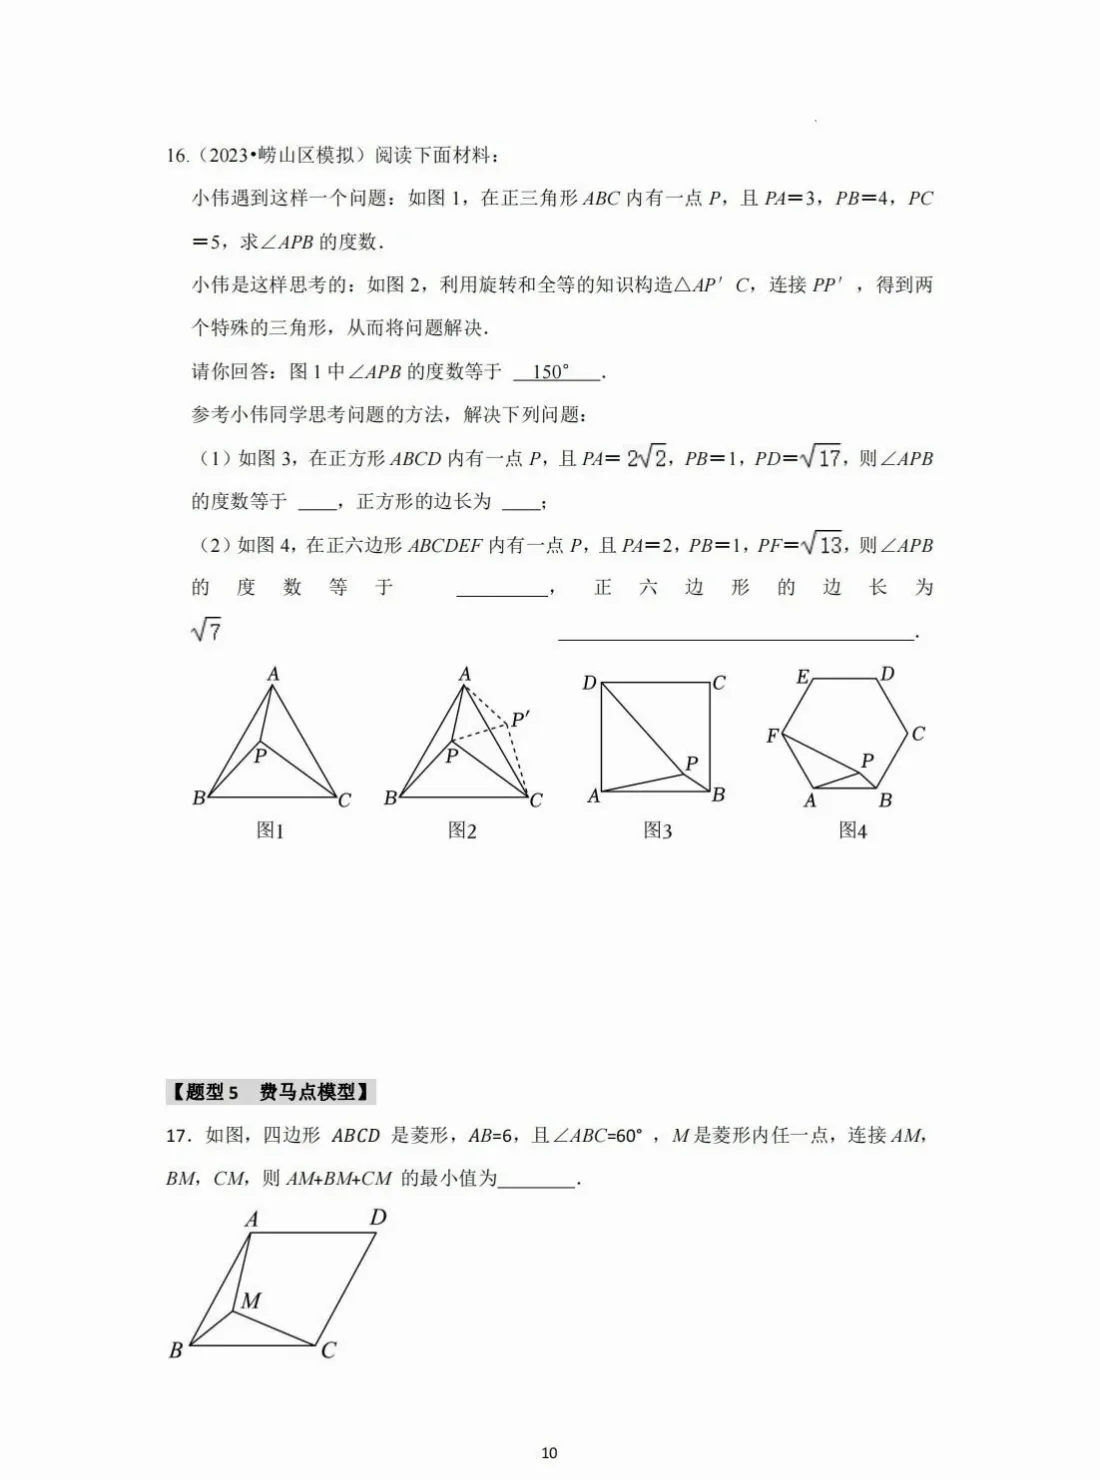 16.（2023•崂山区模拟）阅读下面材料：
小伟遇到这样一个问题：如图 1，在正三角形 ABC 内有一点 P，且 PA＝3，PB＝4，PC
＝5，求∠APB 的度数．
小伟是这样思考的：如图 2，利用旋转和全等的知识构造△AP′C，连接 PP′，得到两
个特殊的三角形，从而将问题解决．
请你回答：图 1 中∠APB 的度数等于 150° ．
参考小伟同学思考问题的方法，解决下列问题：
（1）如图 3，在正方形 ABCD 内有一点 P，且 PA＝2√2，PB＝1，PD＝√17，则∠APB
的度数等于 ____，正方形的边长为 ____；
（2）如图 4，在正六边形 ABCDEF 内有一点 P，且 PA＝2，PB＝1，PF＝√13，则∠APB
的度数等于 ________，正六边形的边长为
√7 ________．
A
P
B
C
图1
A
P′
P
B
C
图2
D
C
P
A
B
图3
E
D
F
C
P
A
B
图4
【题型 5 费马点模型】
17．如图，四边形 ABCD 是菱形，AB=6，且∠ABC=60°，M 是菱形内任一点，连接 AM，
BM，CM，则 AM+BM+CM 的最小值为________．
A
D
M
B
C
10